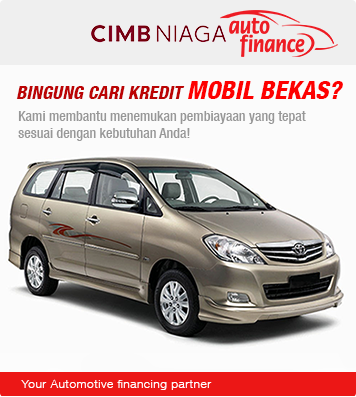 CIMB NIAGA auto finance
BINGUNG CARI KREDIT MOBIL BEKAS?
Kami membantu menemukan pembiayaan yang tepat
sesuai dengan kebutuhan Anda!
Your Automotive financing partner